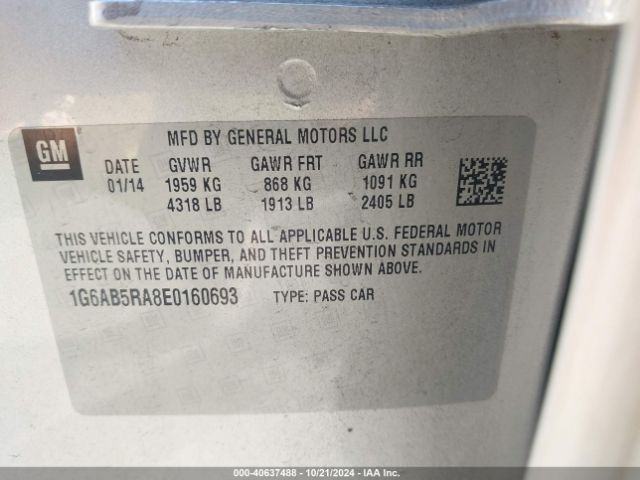 GM
MFD BY GENERAL MOTORS LLC
DATE GVWR GAWR FRT GAWR RR
01/14 1959 KG 868 KG 1091 KG
4318 LB 1913 LB 2405 LB
THIS VEHICLE CONFORMS TO ALL APPLICABLE U.S. FEDERAL MOTOR
VEHICLE SAFETY, BUMPER, AND THEFT PREVENTION STANDARDS IN
EFFECT ON THE DATE OF MANUFACTURE SHOWN ABOVE.
1G6AB5RA8E0160693 TYPE: PASS CAR
000-40637488 - 10/21/2024 - IAA Inc.